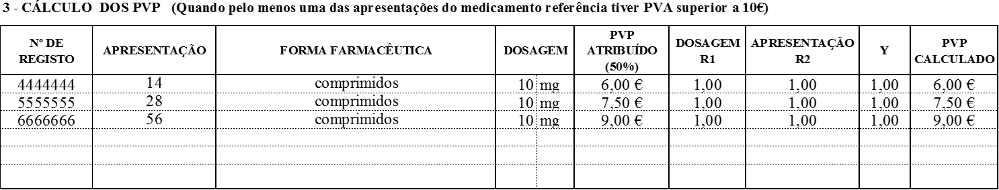 3 - CÁLCULO DOS PVP (Quando pelo menos uma das apresentações do medicamento referência tiver PVA superior a 10€)
Nº DE REGISTO APRESENTAÇÃO FORMA FARMACÊUTICA DOSAGEM PVP ATRIBUÍDO (50%) DOSAGEM R1 APRESENTAÇÃO R2 Y PVP CALCULADO
4444444 14 comprimidos 10 mg 6,00 € 1,00 1,00 1,00 6,00 €
5555555 28 comprimidos 10 mg 7,50 € 1,00 1,00 1,00 7,50 €
6666666 56 comprimidos 10 mg 9,00 € 1,00 1,00 1,00 9,00 €